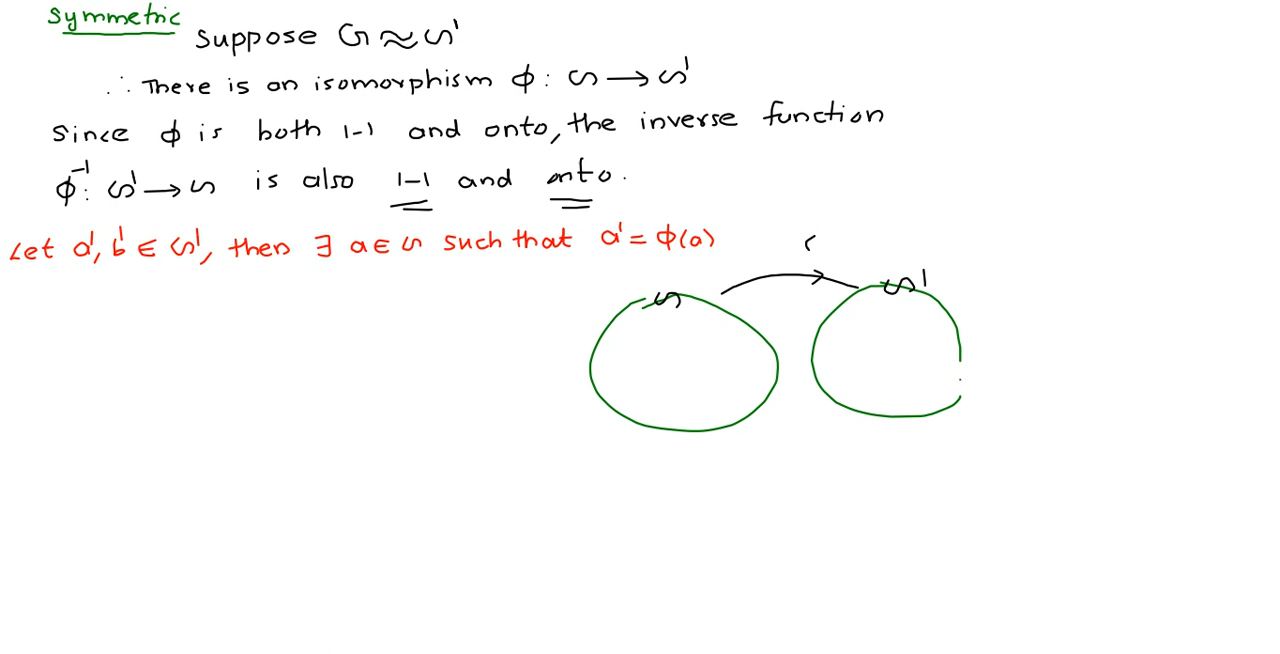 Symmetric Suppose G ≈ G'
∴ There is an isomorphism ϕ: G → G'
Since ϕ is both 1-1 and onto, the inverse function
ϕ⁻¹: G' → G is also 1-1 and onto.
Let a', b' ∈ G', then ∃ a ∈ G such that a' = ϕ(a)
G G'